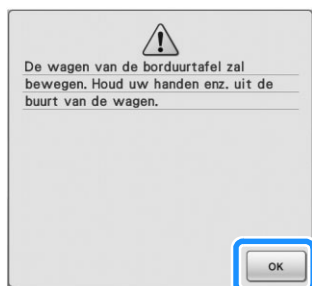 De wagen van de borduurtafel zal
bewegen. Houd uw handen enz. uit de
buurt van de wagen.
OK